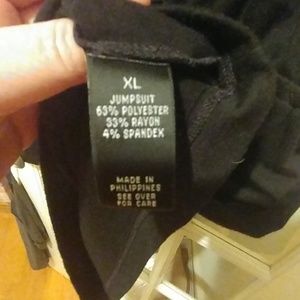 XL
JUMPSUIT
63% POLYESTER
33% RAYON
4% SPANDEX
MADE IN
PHILIPPINES
SEE OVER
FOR CARE